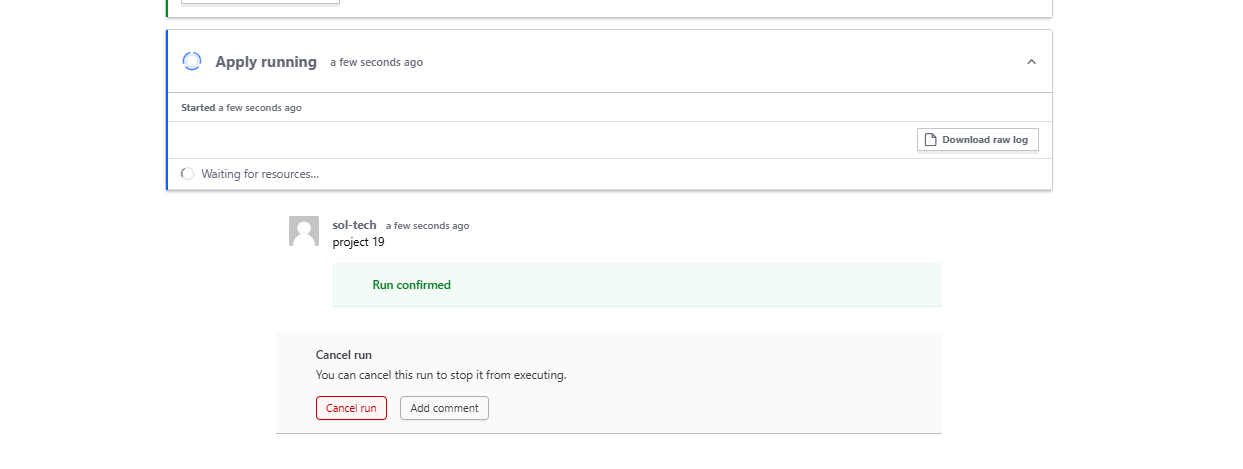 Apply running a few seconds ago
Started a few seconds ago
Download raw log
Waiting for resources...
sol-tech a few seconds ago
project 19
Run confirmed
Cancel run
You can cancel this run to stop it from executing.
Cancel run Add comment